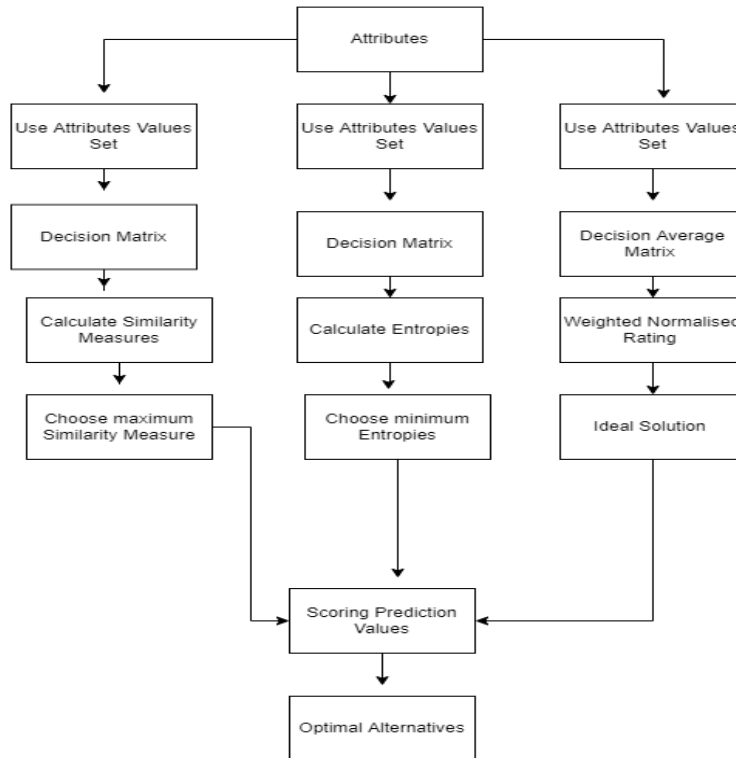 Attributes
Use Attributes Values
Set
Use Attributes Values
Set
Use Attributes Values
Set
Decision Matrix
Decision Matrix
Decision Average
Matrix
Calculate Similarity
Measures
Calculate Entropies
Weighted Normalised
Rating
Choose maximum
Similarity Measure
Choose minimum
Entropies
Ideal Solution
Scoring Prediction
Values
Optimal Alternatives